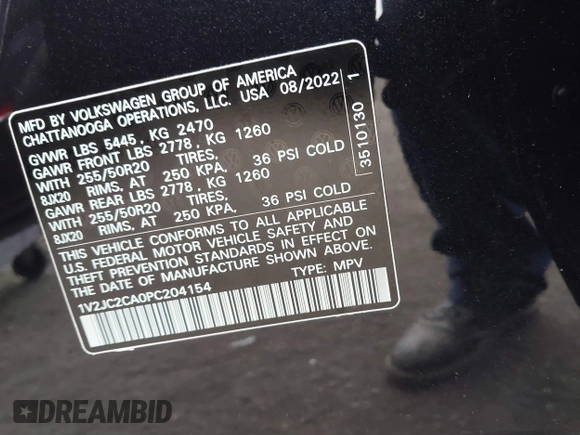 MFD BY VOLKSWAGEN GROUP OF AMERICA
CHATTANOOGA OPERATIONS, LLC. USA 08/2022
GVWR LBS 5445, KG 2470
GAWR FRONT LBS 2778, KG 1260
WITH 255/50R20 TIRES,
8JX20 RIMS, AT 250 KPA, 36 PSI COLD
GAWR REAR LBS 2778, KG 1260
WITH 255/50R20 TIRES,
8JX20 RIMS, AT 250 KPA, 36 PSI COLD
THIS VEHICLE CONFORMS TO ALL APPLICABLE
U.S. FEDERAL MOTOR VEHICLE SAFETY AND
THEFT PREVENTION STANDARDS IN EFFECT ON
THE DATE OF MANUFACTURE SHOWN ABOVE.
1V2JC2CA0PC204154 TYPE: MPV
3510130 1
DREAMBID